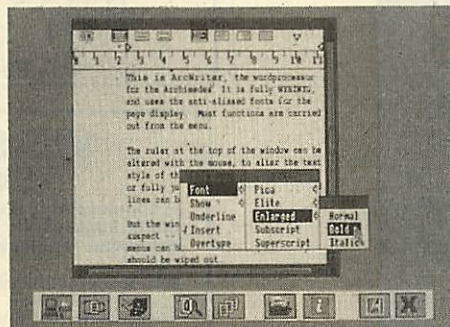 This is ArcWriter, the wordprocessor
for the Archimedes. It is fully WYSIWYG,
and uses the anti-aliased fonts for the
page display. Most functions are carried
out from the menu.
The ruler at the top of the window can be
altered with the mouse, to alter the text
style of th
or fully ju
lines can b
But the win
suspect
menus can b
should be wiped out.
Font
Show
Underline
Insert
Overtype
Pica
Elite
Enlarged
Subscript
Superscript
Normal
Bold
Italic